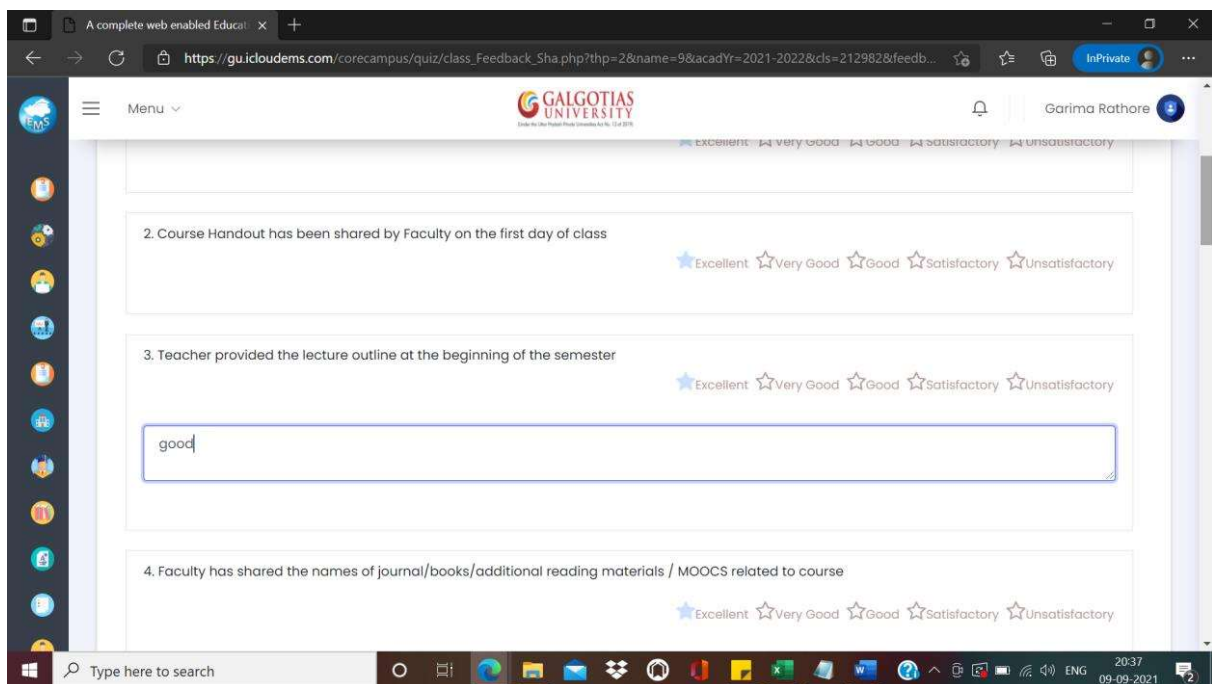 A complete web enabled Educati
https://gu.icloudems.com/corecampus/quiz/class_Feedback_Sha.php?thp=2&name=9&acadYr=2021-2022&cls=212982&feedb...
InPrivate
EMS
Menu
GALGOTIAS
UNIVERSITY
Garima Rathore
Excellent Very Good Good Satisfactory Unsatisfactory
2. Course Handout has been shared by Faculty on the first day of class
Excellent Very Good Good Satisfactory Unsatisfactory
3. Teacher provided the lecture outline at the beginning of the semester
Excellent Very Good Good Satisfactory Unsatisfactory
good
4. Faculty has shared the names of journal/books/additional reading materials / MOOCS related to course
Excellent Very Good Good Satisfactory Unsatisfactory
Type here to search
ENG
20:37
09-09-2021
2